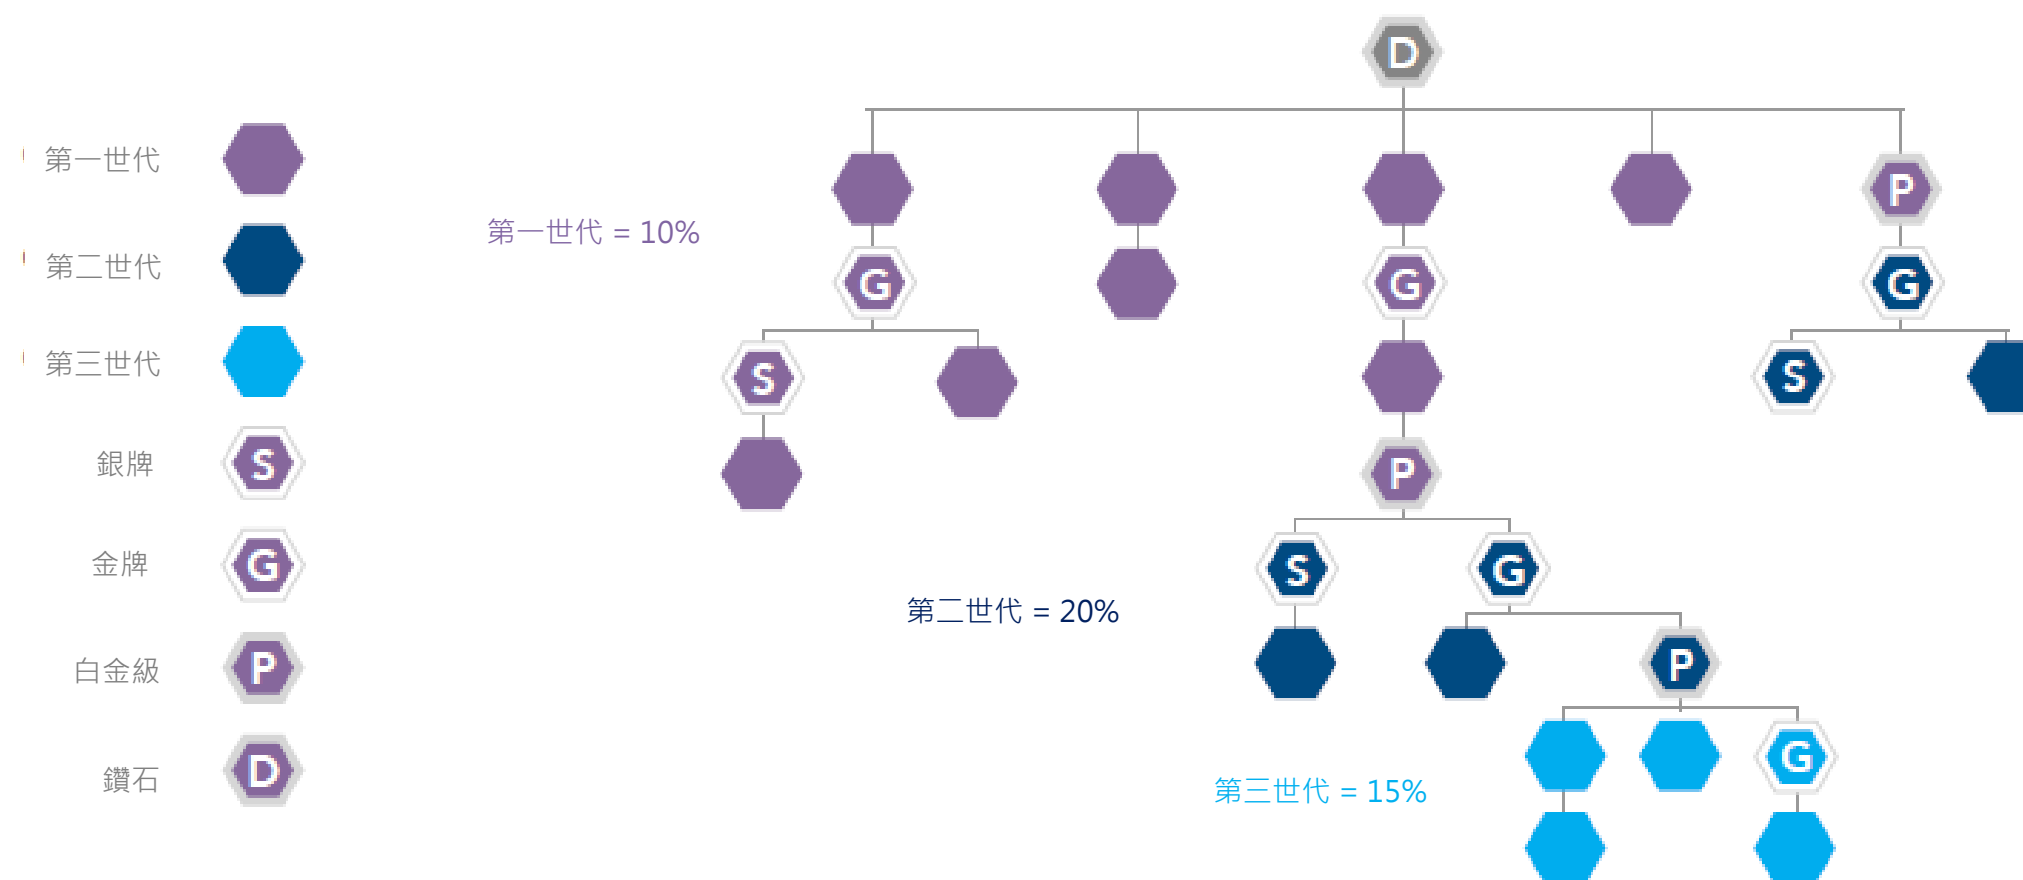 D
第一世代
P
第一世代 = 10%
第二世代
G
G
G
第三世代
S
S
銀牌
S
P
金牌
G
S
G
第二世代 = 20%
白金級
P
P
鑽石
D
G
第三世代 = 15%